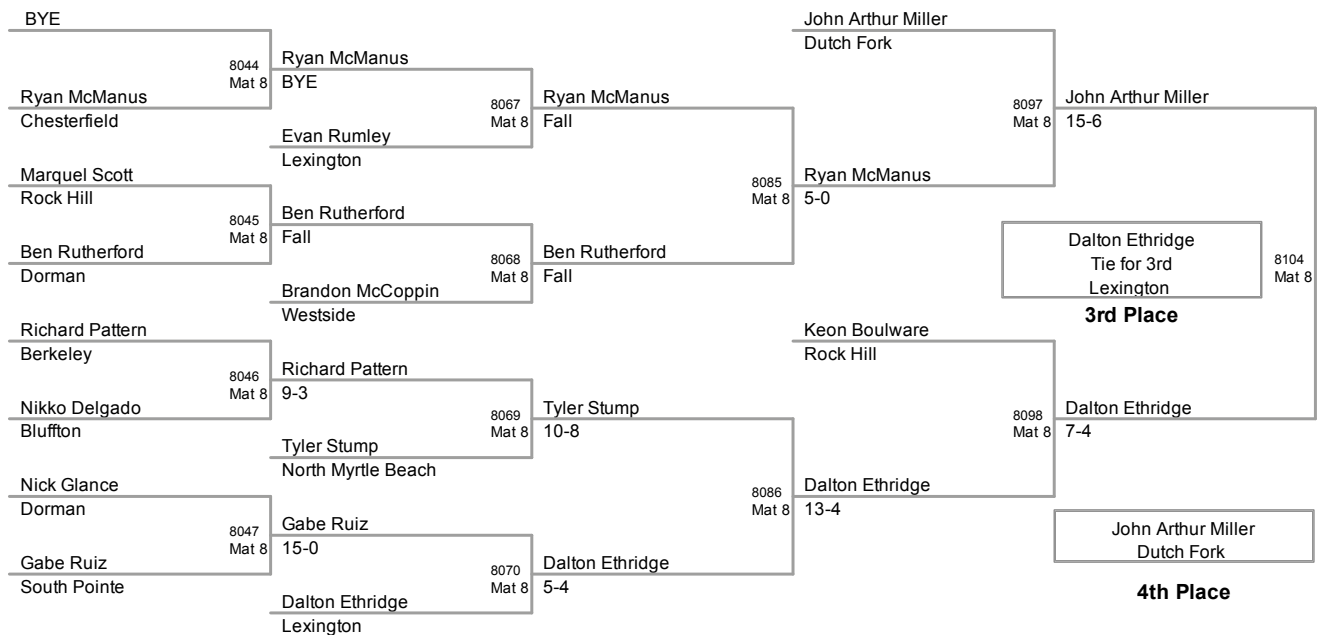 BYE
8044
Mat 8
Ryan McManus
Chesterfield
Marquel Scott
Rock Hill
8045
Mat 8
Ben Rutherford
Dorman
Richard Pattern
Berkeley
8046
Mat 8
Nikko Delgado
Bluffton
Nick Glance
Dorman
8047
Mat 8
Gabe Ruiz
South Pointe
Ryan McManus
BYE
8067
Mat 8
Evan Rumley
Lexington
Ben Rutherford
Fall
8068
Mat 8
Brandon McCoppin
Westside
Richard Pattern
9-3
8069
Mat 8
Tyler Stump
North Myrtle Beach
Gabe Ruiz
15-0
8070
Mat 8
Dalton Ethridge
Lexington
Ryan McManus
Fall
8085
Mat 8
Ben Rutherford
Fall
Tyler Stump
10-8
8086
Mat 8
Dalton Ethridge
5-4
John Arthur Miller
Dutch Fork
8097
Mat 8
Ryan McManus
5-0
Keon Boulware
Rock Hill
8098
Mat 8
Dalton Ethridge
13-4
John Arthur Miller
15-6
8104
Mat 8
Dalton Ethridge
7-4
Dalton Ethridge
Tie for 3rd
Lexington
3rd Place
John Arthur Miller
Dutch Fork
4th Place